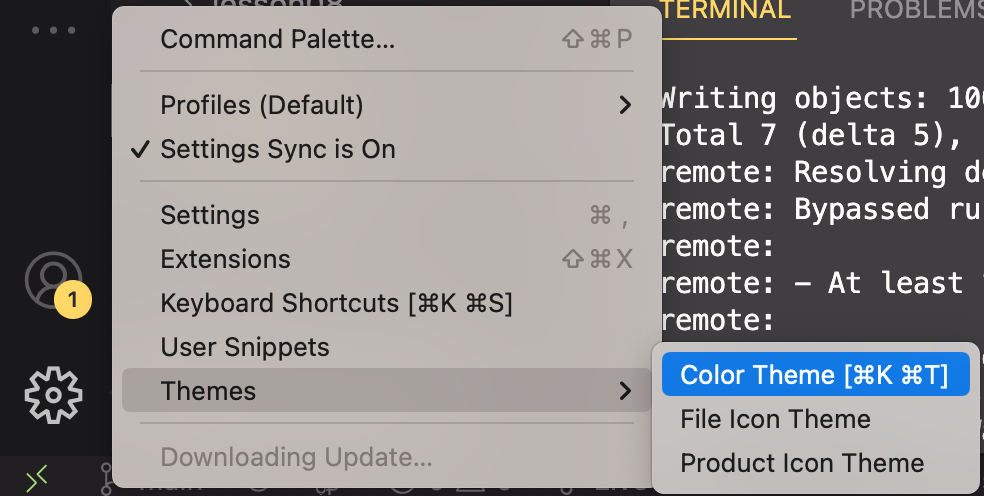 lesson08
TERMINAL
PROBLEMS
Command Palette... ⇧⌘P
Profiles (Default)
✓ Settings Sync is On
Settings ⌘ ,
Extensions ⇧⌘X
Keyboard Shortcuts [⌘K ⌘S]
User Snippets
Themes
Downloading Update...
Color Theme [⌘K ⌘T]
File Icon Theme
Product Icon Theme
Writing objects: 10
Total 7 (delta 5),
remote: Resolving d
remote: Bypassed ru
remote:
remote: – At least
remote:
1
main